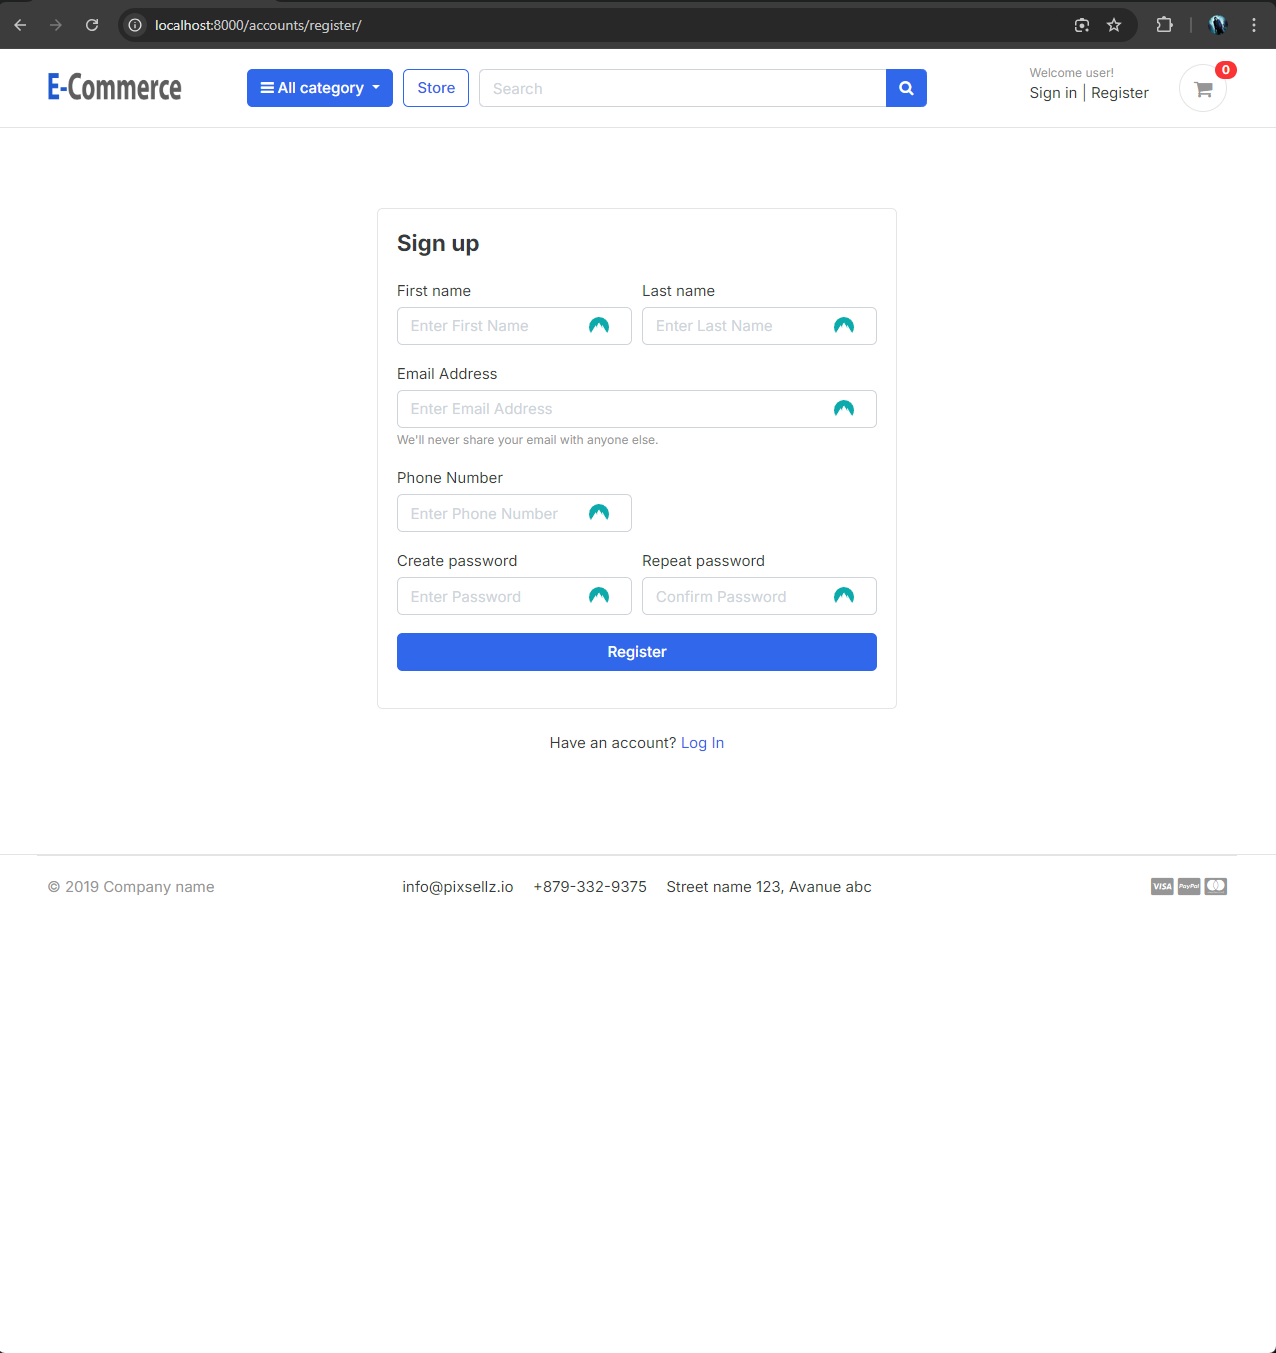 localhost:8000/accounts/register/
E-Commerce
All category
Store
Search
Welcome user!
Sign in | Register
0
Sign up
First name
Last name
Enter First Name
Enter Last Name
Email Address
Enter Email Address
We'll never share your email with anyone else.
Phone Number
Enter Phone Number
Create password
Repeat password
Enter Password
Confirm Password
Register
Have an account? Log In
© 2019 Company name
info@pixsellz.io
+879-332-9375
Street name 123, Avanue abc
VISA
PayPal